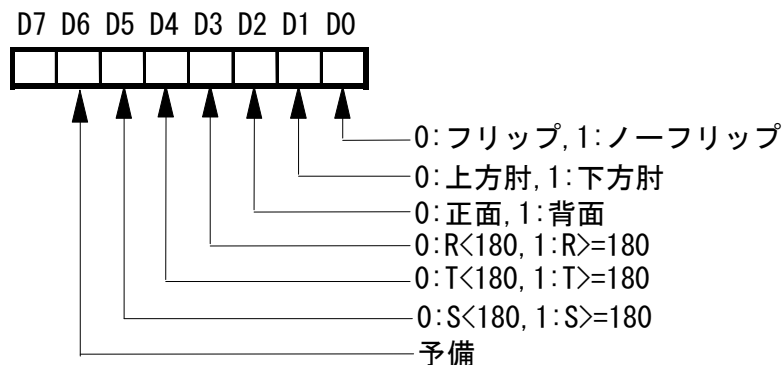 D7 D6 D5 D4 D3 D2 D1 D0
0:フリップ,1:ノーフリップ
0:上方肘,1:下方肘
0:正面,1:背面
0:R<180,1:R>=180
0:T<180,1:T>=180
0:S<180,1:S>=180
予備